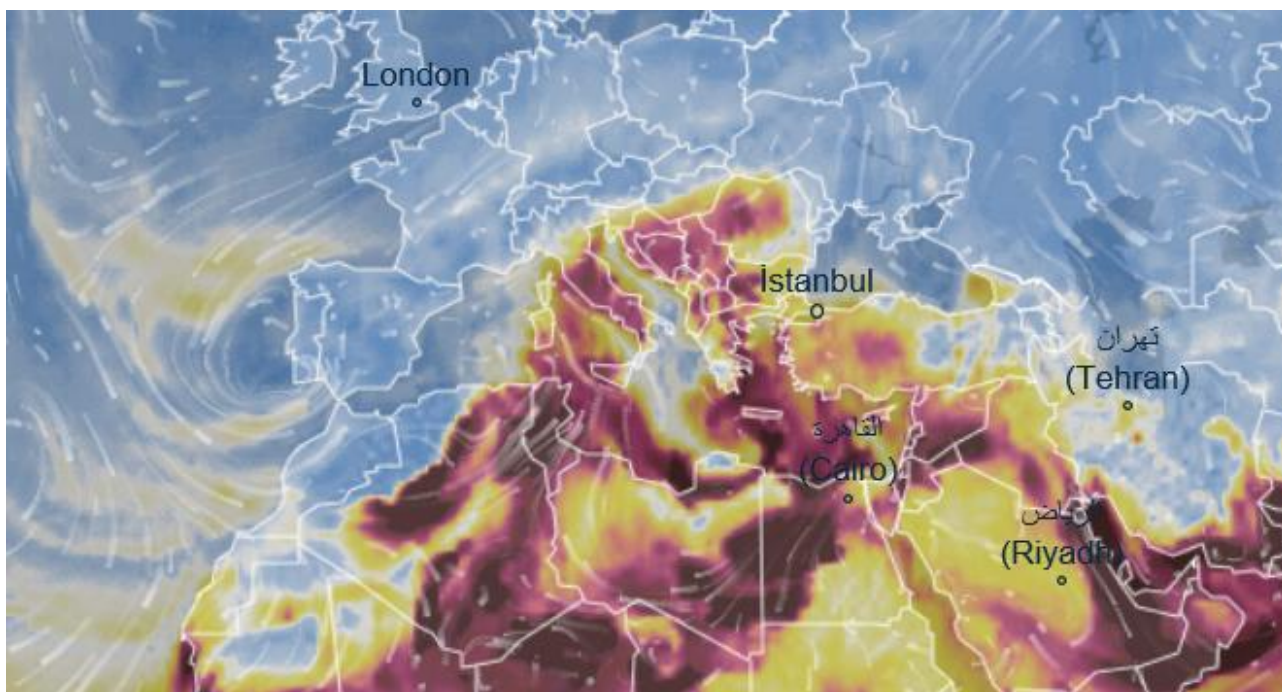 London
İstanbul
تهران
(Tehran)
القاهرة
(Cairo)
الرياض
(Riyadh)